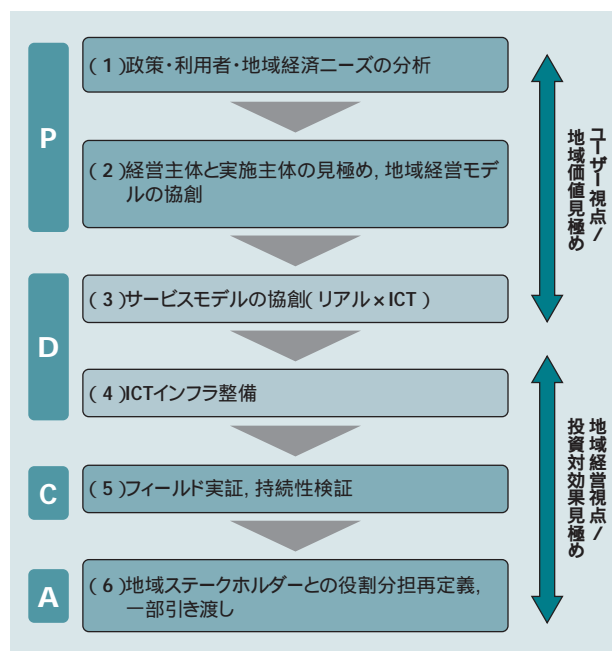 P
（1）政策・利用者・地域経済ニーズの分析
（2）経営主体と実施主体の見極め，地域経営モデ
ルの協創
D
（3）サービスモデルの協創（リアル×ICT）
（4）ICTインフラ整備
C
（5）フィールド実証，持続性検証
A
（6）地域ステークホルダーとの役割分担再定義，
一部引き渡し
ユーザー視点/
地域価値見極め
地域経営視点/
投資対効果見極め